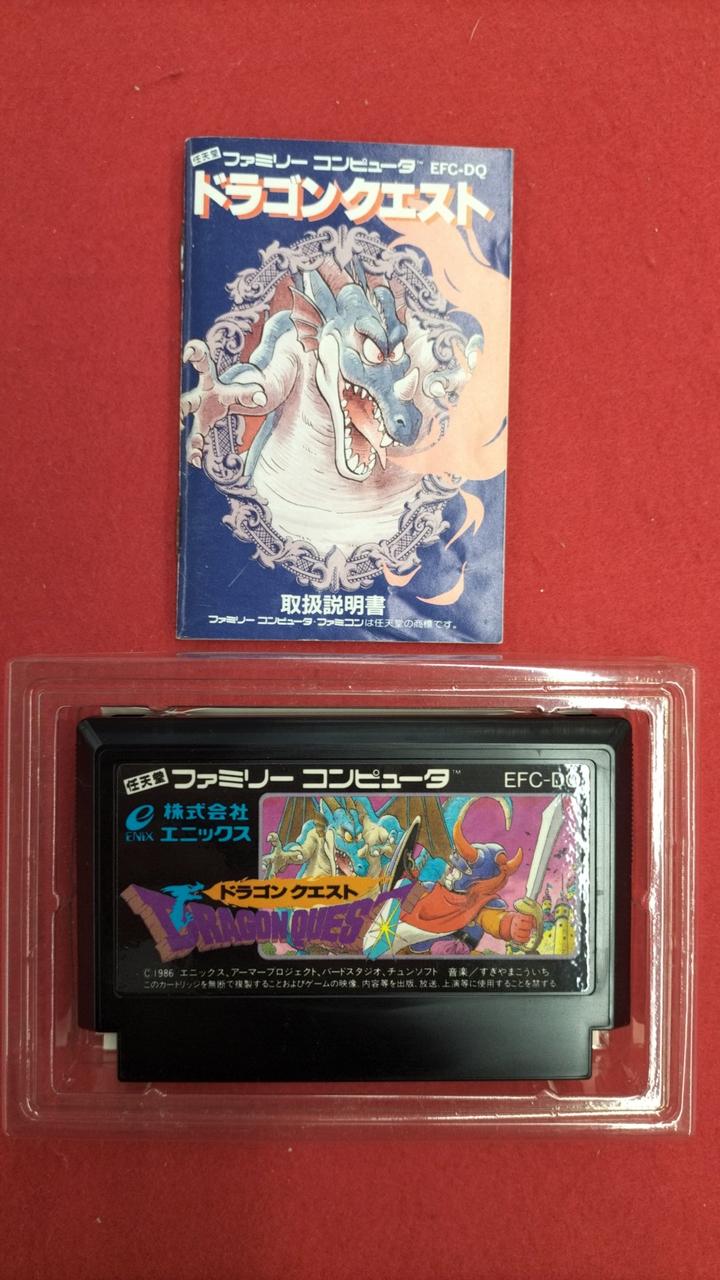 任天堂 ファミリー コンピュータ™ EFC-DQ
ドラゴンクエスト
取扱説明書
ファミリー コンピュータ・ファミコンは任天堂の商標です。
任天堂 ファミリー コンピュータ™ EFC-DQ
株式会社
ENIX エニックス
ドラゴン クエスト
DRAGON QUEST
©1986 エニックス、アーマープロジェクト、バードスタジオ、チュンソフト 音楽／すぎやまこういち
このカートリッジを無断で複製することおよびゲームの映像、内容等を出版、放送、上演等に使用することを禁する